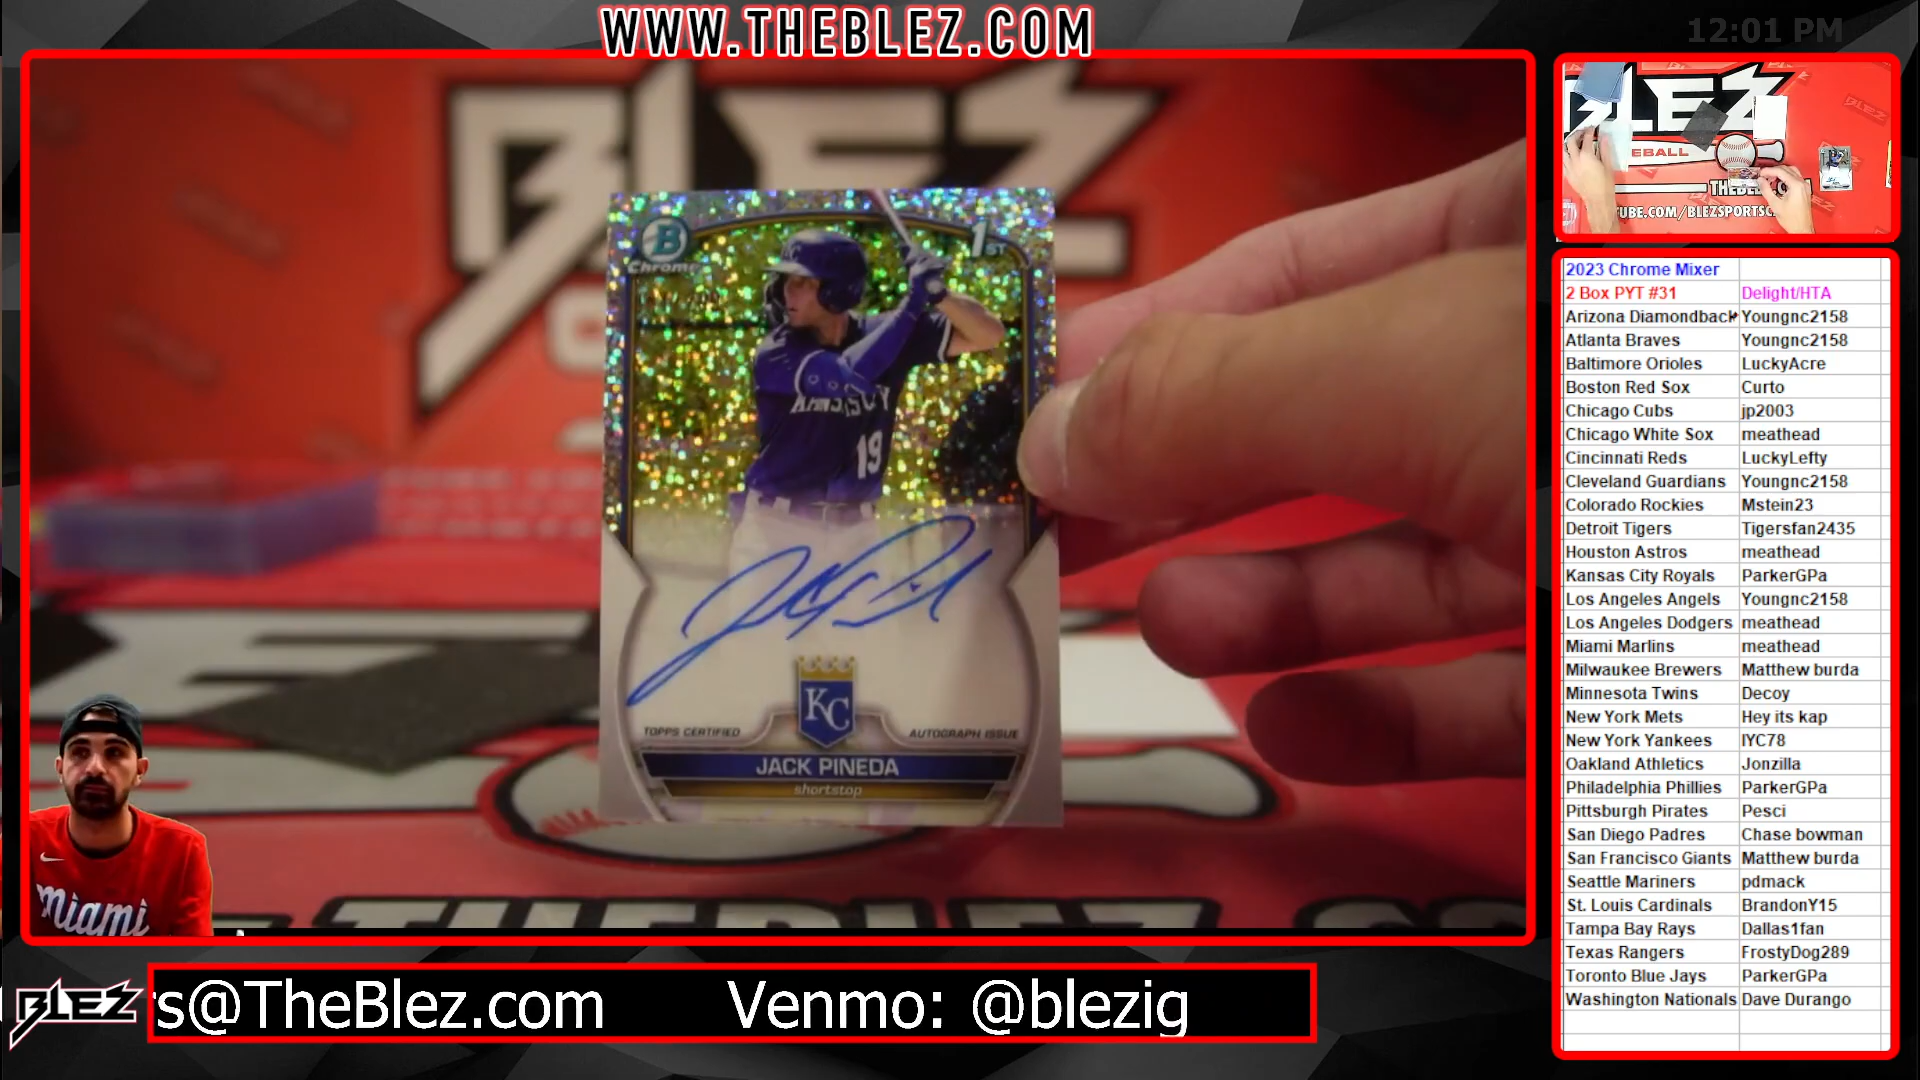 WWW.THEBLEZ.COM
12:01 PM
BLEZ
B
Chrome
1ST
KANSAS CITY
19
KC
TOPPS CERTIFIED
AUTOGRAPH ISSUE
JACK PINEDA
shortstop
Miami
BLEZ
s@TheBlez.com Venmo: @blezig
BLEZ
EBALL
TUBE.COM/BLEZSPORTSC
2023 Chrome Mixer
2 Box PYT #31 Delight/HTA
Arizona Diamondback Youngnc2158
Atlanta Braves Youngnc2158
Baltimore Orioles LuckyAcre
Boston Red Sox Curto
Chicago Cubs jp2003
Chicago White Sox meathead
Cincinnati Reds LuckyLefty
Cleveland Guardians Youngnc2158
Colorado Rockies Mstein23
Detroit Tigers Tigersfan2435
Houston Astros meathead
Kansas City Royals ParkerGPa
Los Angeles Angels Youngnc2158
Los Angeles Dodgers meathead
Miami Marlins meathead
Milwaukee Brewers Matthew burda
Minnesota Twins Decoy
New York Mets Hey its kap
New York Yankees IYC78
Oakland Athletics Jonzilla
Philadelphia Phillies ParkerGPa
Pittsburgh Pirates Pesci
San Diego Padres Chase bowman
San Francisco Giants Matthew burda
Seattle Mariners pdmack
St. Louis Cardinals BrandonY15
Tampa Bay Rays Dallas1fan
Texas Rangers FrostyDog289
Toronto Blue Jays ParkerGPa
Washington Nationals Dave Durango